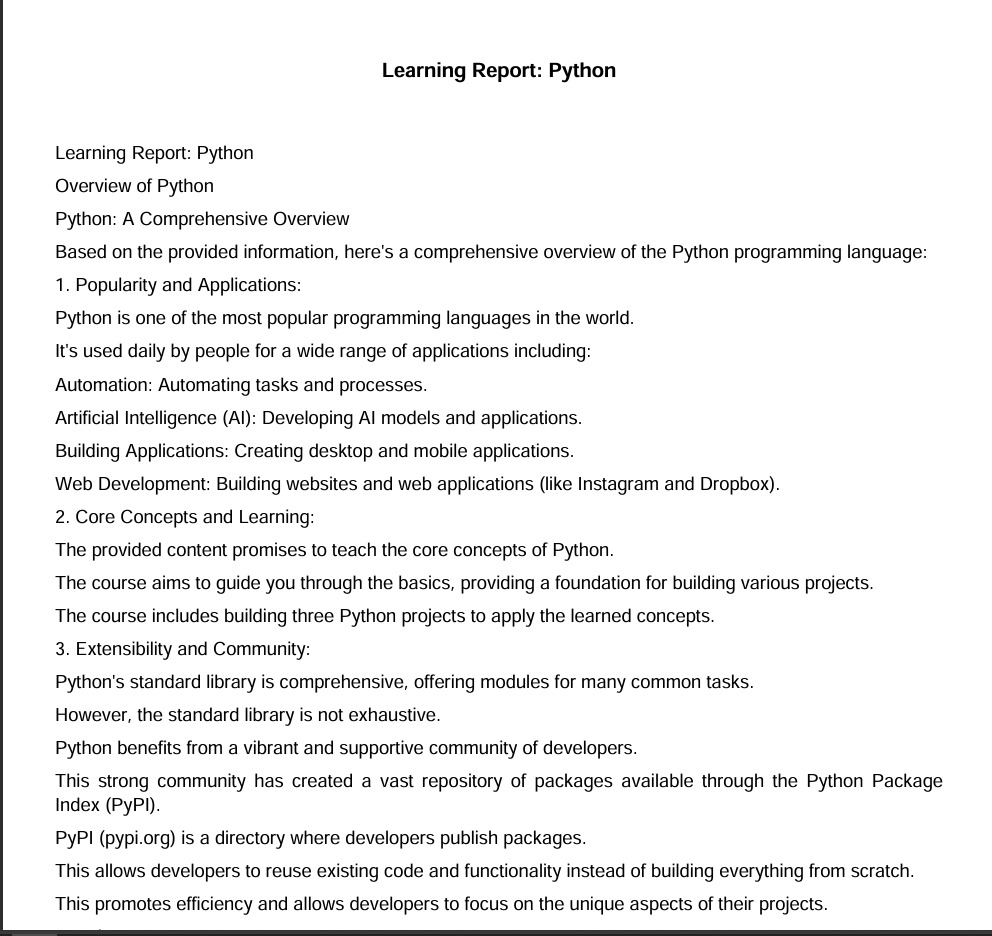 Learning Report: Python
Learning Report: Python
Overview of Python
Python: A Comprehensive Overview
Based on the provided information, here's a comprehensive overview of the Python programming language:
1. Popularity and Applications:
Python is one of the most popular programming languages in the world.
It's used daily by people for a wide range of applications including:
Automation: Automating tasks and processes.
Artificial Intelligence (AI): Developing AI models and applications.
Building Applications: Creating desktop and mobile applications.
Web Development: Building websites and web applications (like Instagram and Dropbox).
2. Core Concepts and Learning:
The provided content promises to teach the core concepts of Python.
The course aims to guide you through the basics, providing a foundation for building various projects.
The course includes building three Python projects to apply the learned concepts.
3. Extensibility and Community:
Python's standard library is comprehensive, offering modules for many common tasks.
However, the standard library is not exhaustive.
Python benefits from a vibrant and supportive community of developers.
This strong community has created a vast repository of packages available through the Python Package
Index (PyPI).
PyPI (pypi.org) is a directory where developers publish packages.
This allows developers to reuse existing code and functionality instead of building everything from scratch.
This promotes efficiency and allows developers to focus on the unique aspects of their projects.